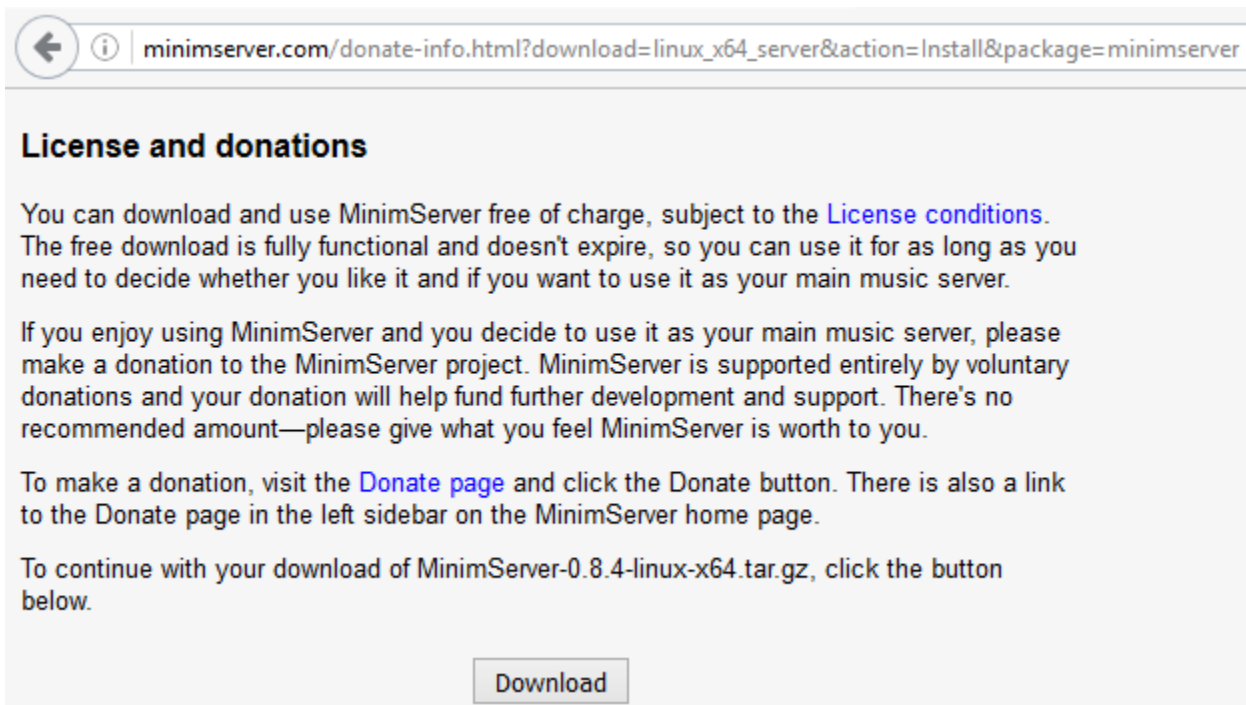 minimserver.com/donate-info.html?download=linux_x64_server&action=Install&package=minimserver
License and donations
You can download and use MinimServer free of charge, subject to the License conditions.
The free download is fully functional and doesn't expire, so you can use it for as long as you
need to decide whether you like it and if you want to use it as your main music server.
If you enjoy using MinimServer and you decide to use it as your main music server, please
make a donation to the MinimServer project. MinimServer is supported entirely by voluntary
donations and your donation will help fund further development and support. There's no
recommended amount—please give what you feel MinimServer is worth to you.
To make a donation, visit the Donate page and click the Donate button. There is also a link
to the Donate page in the left sidebar on the MinimServer home page.
To continue with your download of MinimServer-0.8.4-linux-x64.tar.gz, click the button
below.
Download